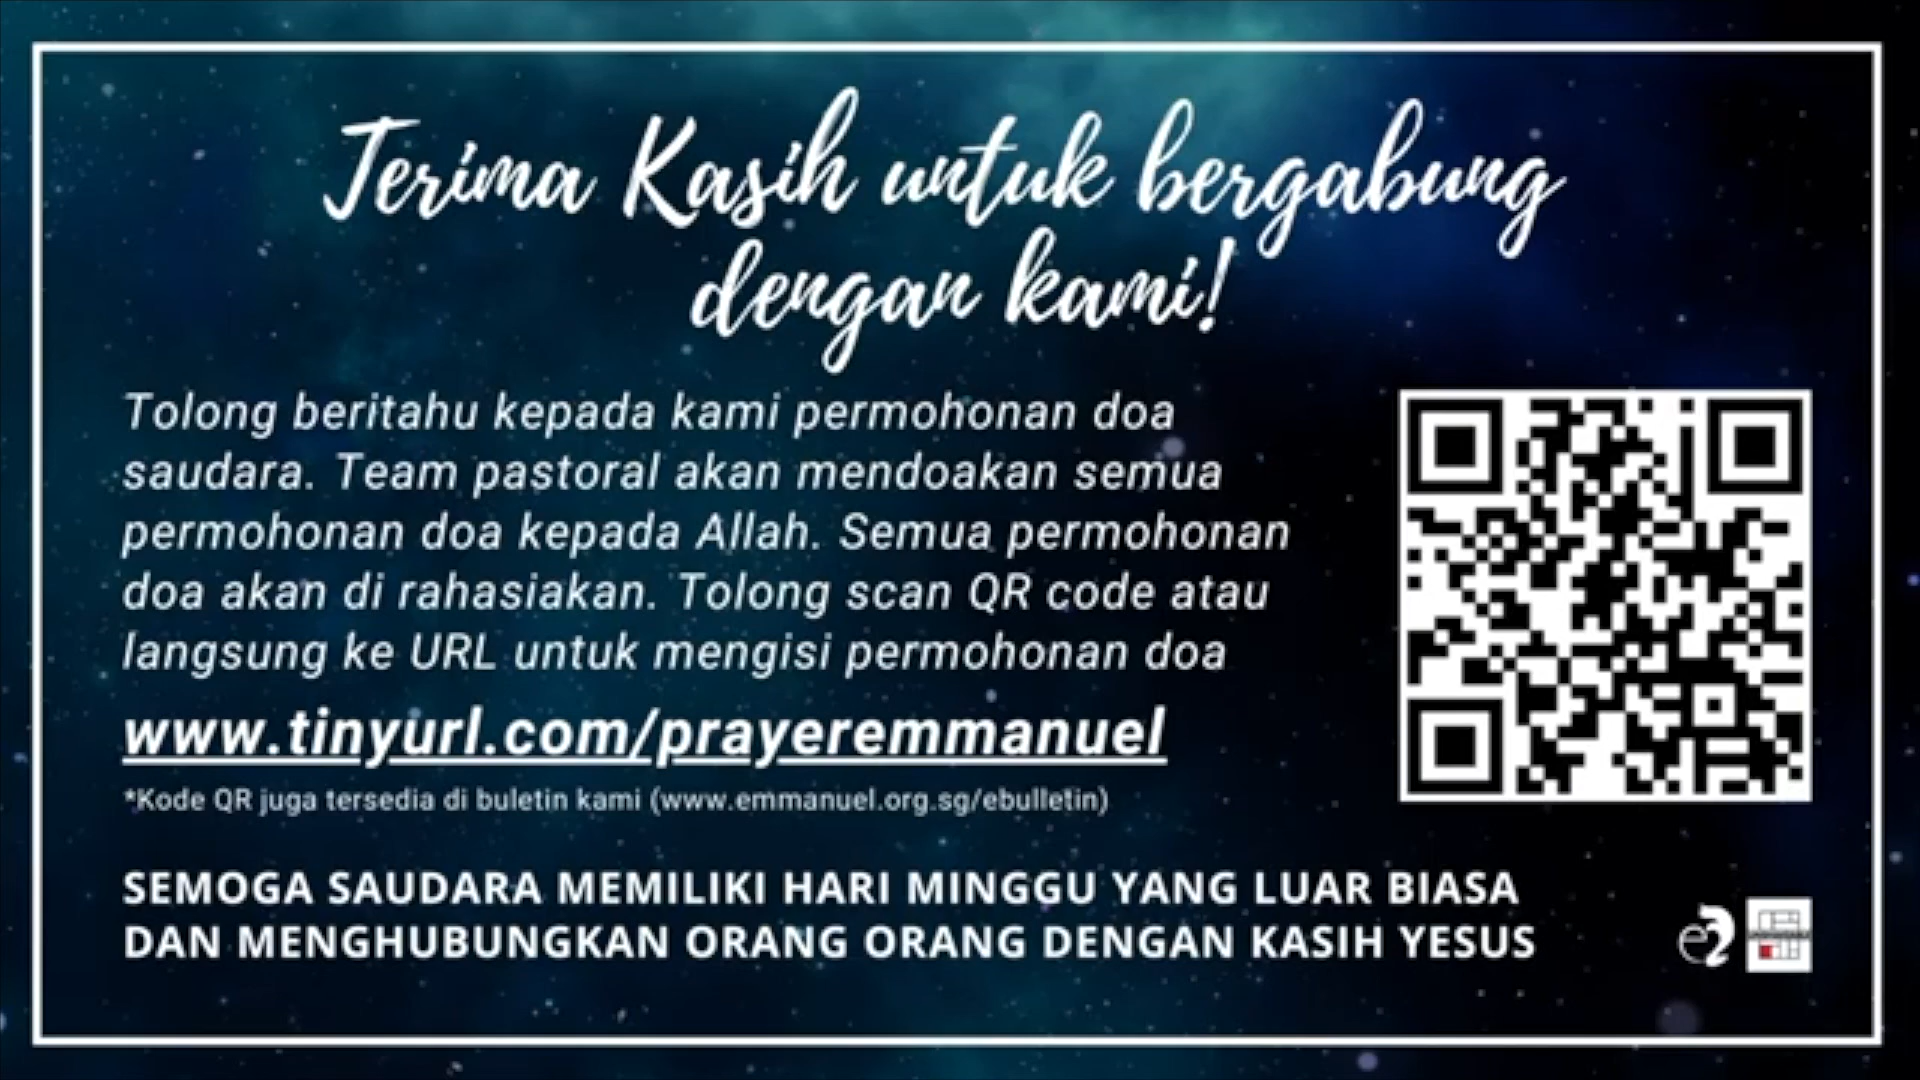 Terima Kasih untuk bergabung
dengan kami!
Tolong beritahu kepada kami permohonan doa
saudara. Team pastoral akan mendoakan semua
permohonan doa kepada Allah. Semua permohonan
doa akan di rahasiakan. Tolong scan QR code atau
langsung ke URL untuk mengisi permohonan doa
www.tinyurl.com/prayeremmanuel
*Kode QR juga tersedia di buletin kami (www.emmanuel.org.sg/ebulletin)
SEMOGA SAUDARA MEMILIKI HARI MINGGU YANG LUAR BIASA
DAN MENGHUBUNGKAN ORANG ORANG DENGAN KASIH YESUS
e2